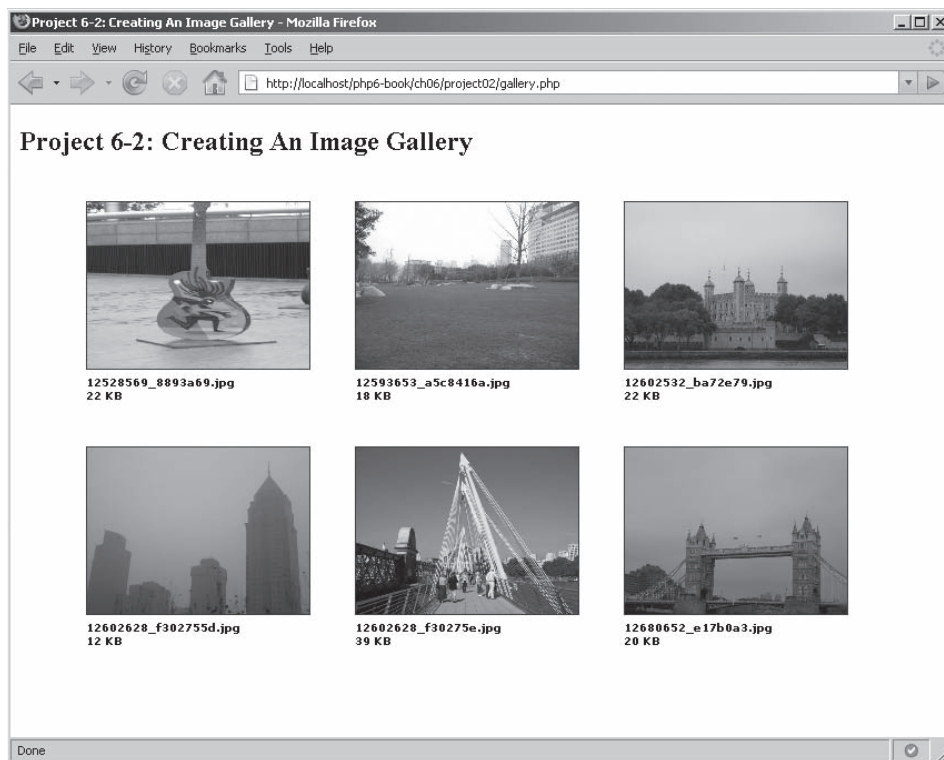 Project 6-2: Creating An Image Gallery - Mozilla Firefox
File Edit View History Bookmarks Tools Help
http://localhost/php6-book/ch06/project02/gallery.php
Project 6-2: Creating An Image Gallery
12528569_8893a69.jpg
22 KB
12593653_a5c8416a.jpg
18 KB
12602532_ba72e79.jpg
22 KB
12602628_f302755d.jpg
12 KB
12602628_f30275e.jpg
39 KB
12680652_e17b0a3.jpg
20 KB
Done